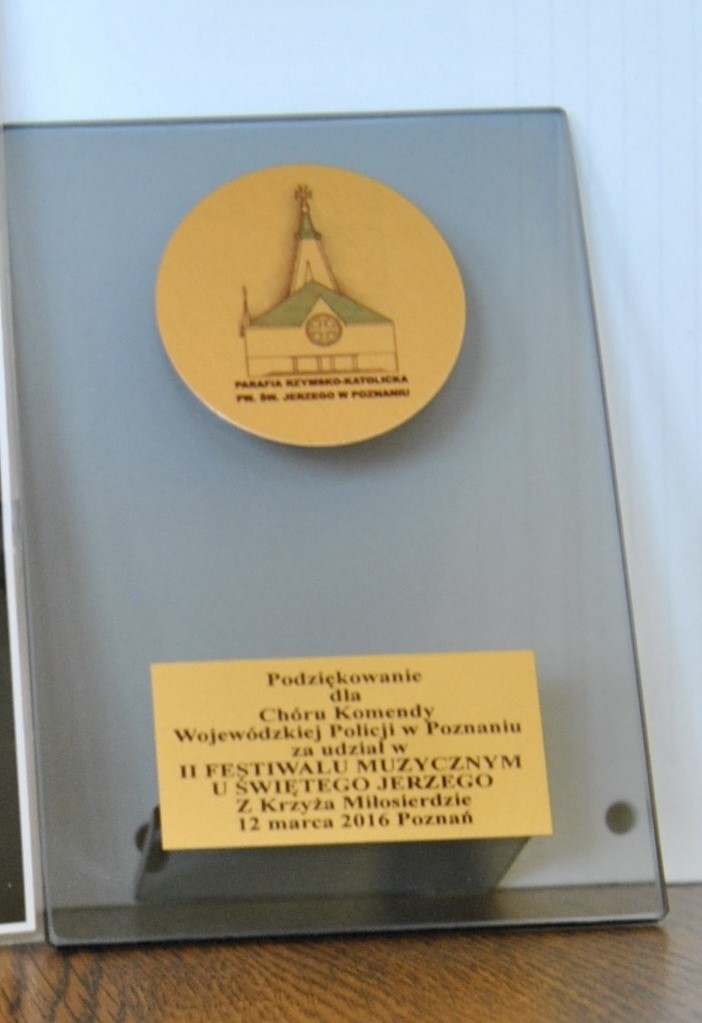 PARAFIA RZYMSKO-KATOLICKA
PW. ŚW. JERZEGO W POZNANIU
Podziękowanie
dla
Chóru Komendy
Wojewódzkiej Policji w Poznaniu
za udział w
II FESTIWALU MUZYCZNYM
U ŚWIĘTEGO JERZEGO
Z Krzyża Miłosierdzie
12 marca 2016 Poznań